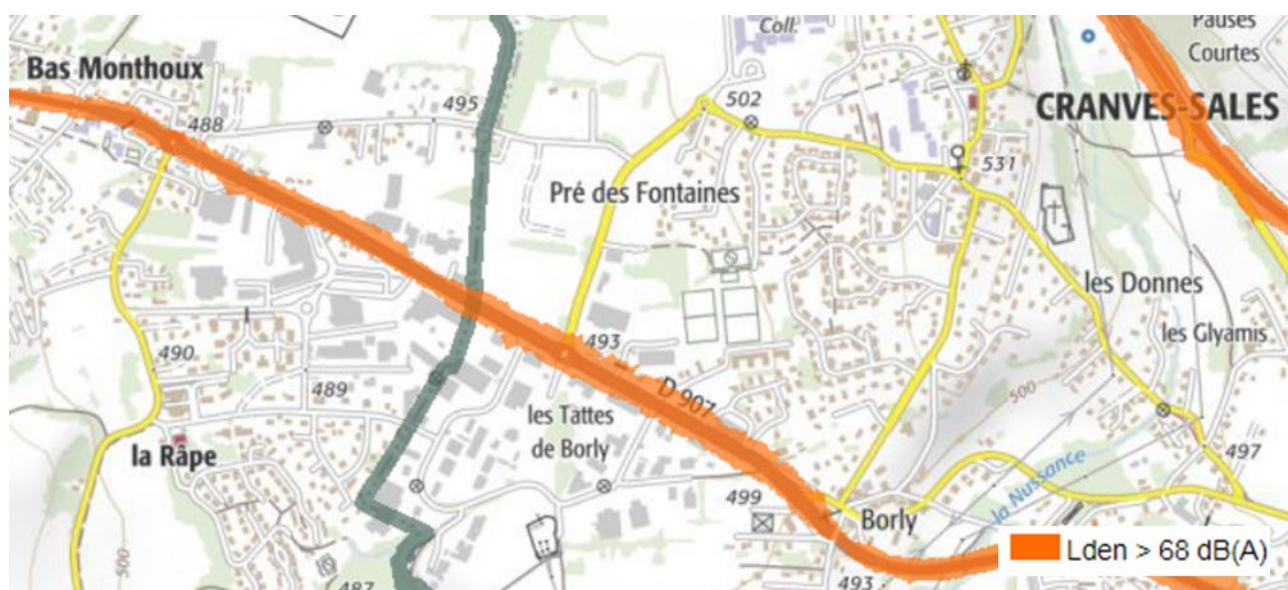 Pauses
Courtes
Coll.
Bas Monthoux
495
502
CRANVES-SALES
488
531
Pré des Fontaines
les Donnes
les Glyamis
490
493
489
D 907
500
les Tattes
de Borly
la Râpe
497
la Nussance
499
Borly
500
Lden > 68 dB(A)
487
493